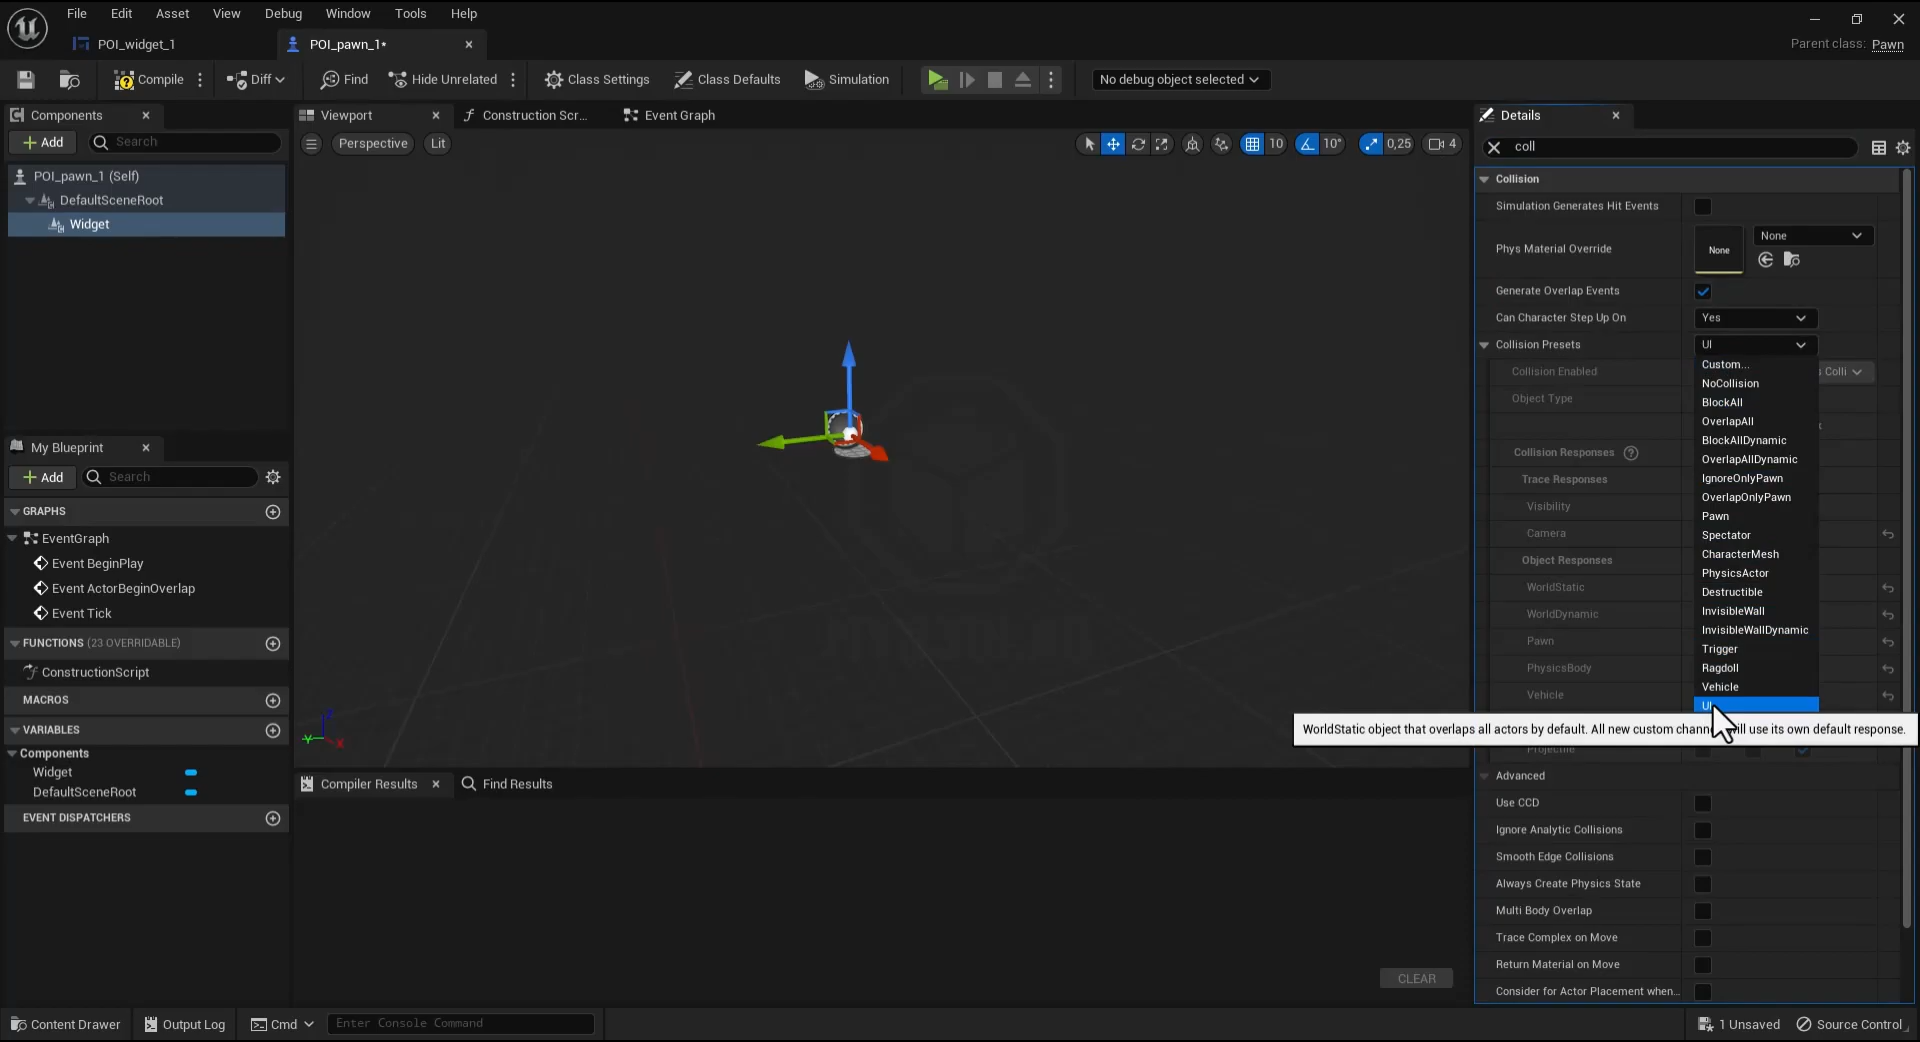 File Edit Asset View Debug Window Tools Help
POI_widget_1
POI_pawn_1*
Parent class: Pawn
Compile
Diff
Find
Hide Unrelated
Class Settings
Class Defaults
Simulation
No debug object selected
Components
Add
Search
POI_pawn_1 (Self)
DefaultSceneRoot
Widget
My Blueprint
Add
Search
GRAPHS
EventGraph
Event BeginPlay
Event ActorBeginOverlap
Event Tick
FUNCTIONS (23 OVERRIDABLE)
ConstructionScript
MACROS
VARIABLES
Components
Widget
DefaultSceneRoot
EVENT DISPATCHERS
Viewport
Construction Scr...
Event Graph
Perspective
Lit
10
10°
0,25
4
Z
Y
X
Compiler Results
Find Results
CLEAR
Details
coll
Collision
Simulation Generates Hit Events
Phys Material Override
None
None
Generate Overlap Events
Can Character Step Up On
Yes
Collision Presets
UI
Collision Enabled
Colli
Object Type
Collision Responses
Trace Responses
Visibility
Camera
Object Responses
WorldStatic
WorldDynamic
Pawn
PhysicsBody
Vehicle
Projectile
Custom...
NoCollision
BlockAll
OverlapAll
BlockAllDynamic
OverlapAllDynamic
IgnoreOnlyPawn
OverlapOnlyPawn
Pawn
Spectator
CharacterMesh
PhysicsActor
Destructible
InvisibleWall
InvisibleWallDynamic
Trigger
Ragdoll
Vehicle
UI
WorldStatic object that overlaps all actors by default. All new custom chann will use its own default response.
Advanced
Use CCD
Ignore Analytic Collisions
Smooth Edge Collisions
Always Create Physics State
Multi Body Overlap
Trace Complex on Move
Return Material on Move
Consider for Actor Placement when...
Content Drawer
Output Log
Cmd
Enter Console Command
1 Unsaved
Source Control